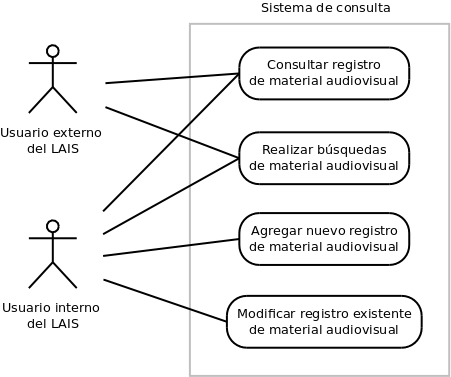 Sistema de consulta
Consultar registro
de material audiovisual
Usuario externo
del LAIS
Realizar búsquedas
de material audiovisual
Agregar nuevo registro
de material audiovisual
Usuario interno
del LAIS
Modificar registro existente
de material audiovisual